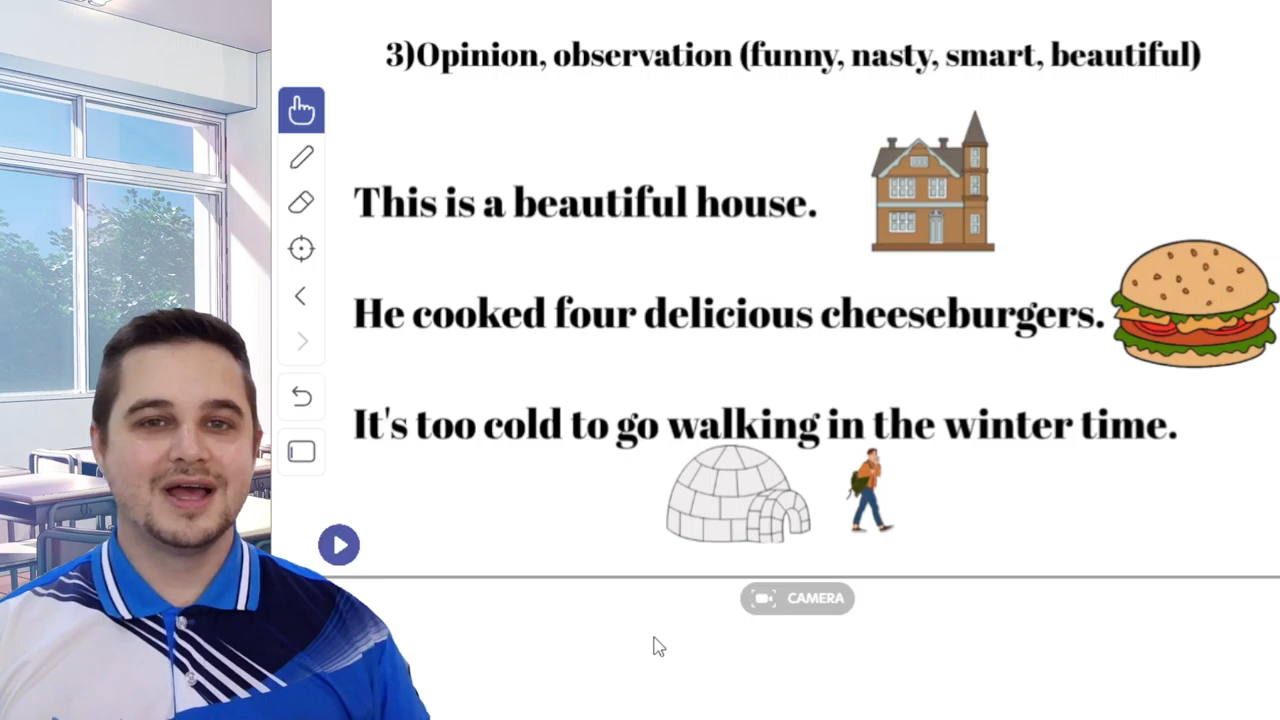 3)Opinion, observation (funny, nasty, smart, beautiful)
This is a beautiful house.
He cooked four delicious cheeseburgers.
It's too cold to go walking in the winter time.
CAMERA